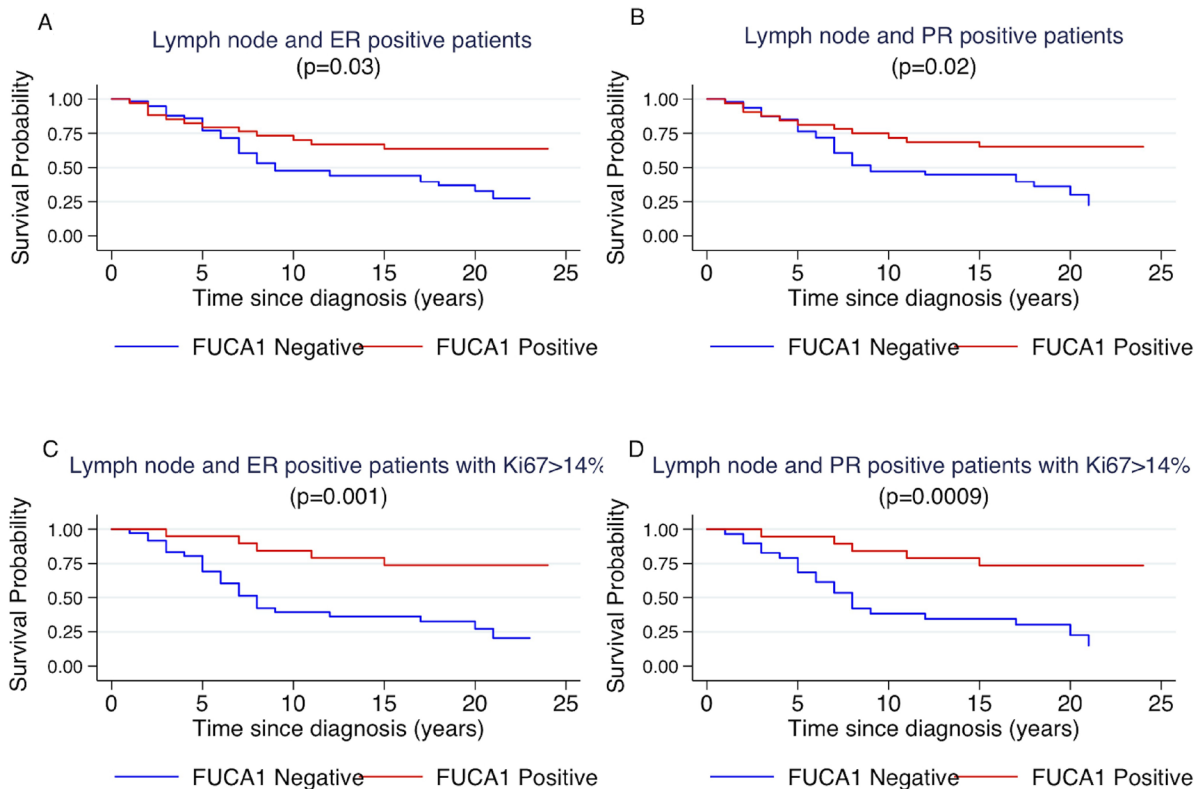 A
Lymph node and ER positive patients
(p=0.03)
Survival Probability
1.00
0.75
0.50
0.25
0.00
0 5 10 15 20 25
Time since diagnosis (years)
FUCA1 Negative FUCA1 Positive
B
Lymph node and PR positive patients
(p=0.02)
Survival Probability
1.00
0.75
0.50
0.25
0.00
0 5 10 15 20 25
Time since diagnosis (years)
FUCA1 Negative FUCA1 Positive
C
Lymph node and ER positive patients with Ki67>14%
(p=0.001)
Survival Probability
1.00
0.75
0.50
0.25
0.00
0 5 10 15 20 25
Time since diagnosis (years)
FUCA1 Negative FUCA1 Positive
D
Lymph node and PR positive patients with Ki67>14%
(p=0.0009)
Survival Probability
1.00
0.75
0.50
0.25
0.00
0 5 10 15 20 25
Time since diagnosis (years)
FUCA1 Negative FUCA1 Positive